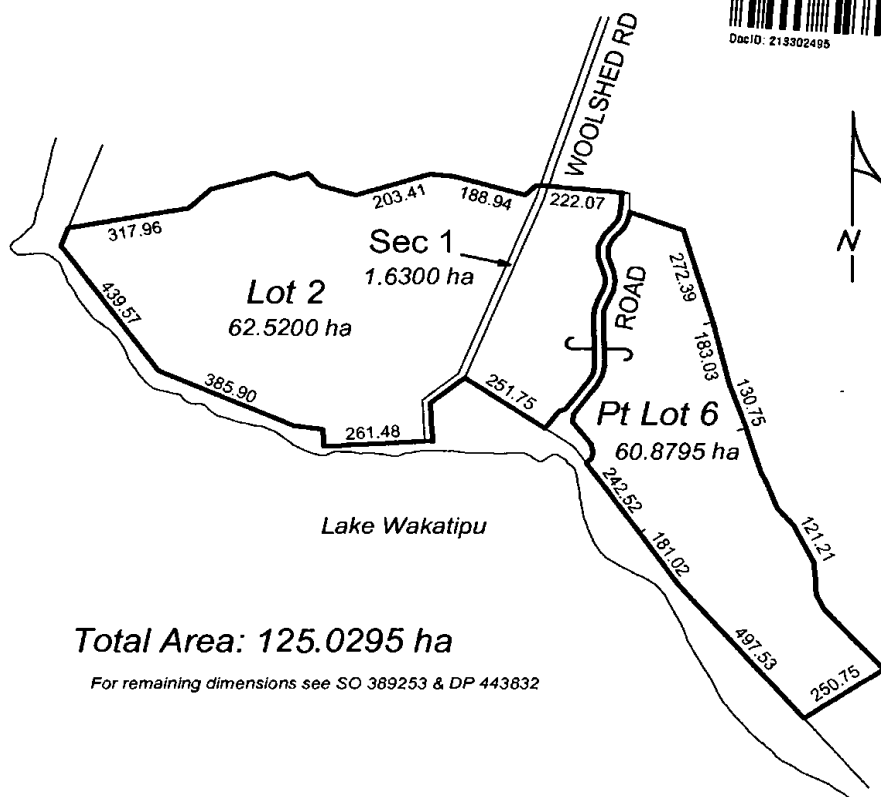 DocID: 213302495
WOOLSHED RD
203.41
188.94
222.07
317.96
Sec 1
1.6300 ha
N
Lot 2
62.5200 ha
ROAD
272.39
439.57
183.03
385.90
251.75
130.75
Pt Lot 6
60.8795 ha
261.48
242.52
Lake Wakatipu
181.02
121.21
Total Area: 125.0295 ha
497.53
For remaining dimensions see SO 389253 & DP 443832
250.75